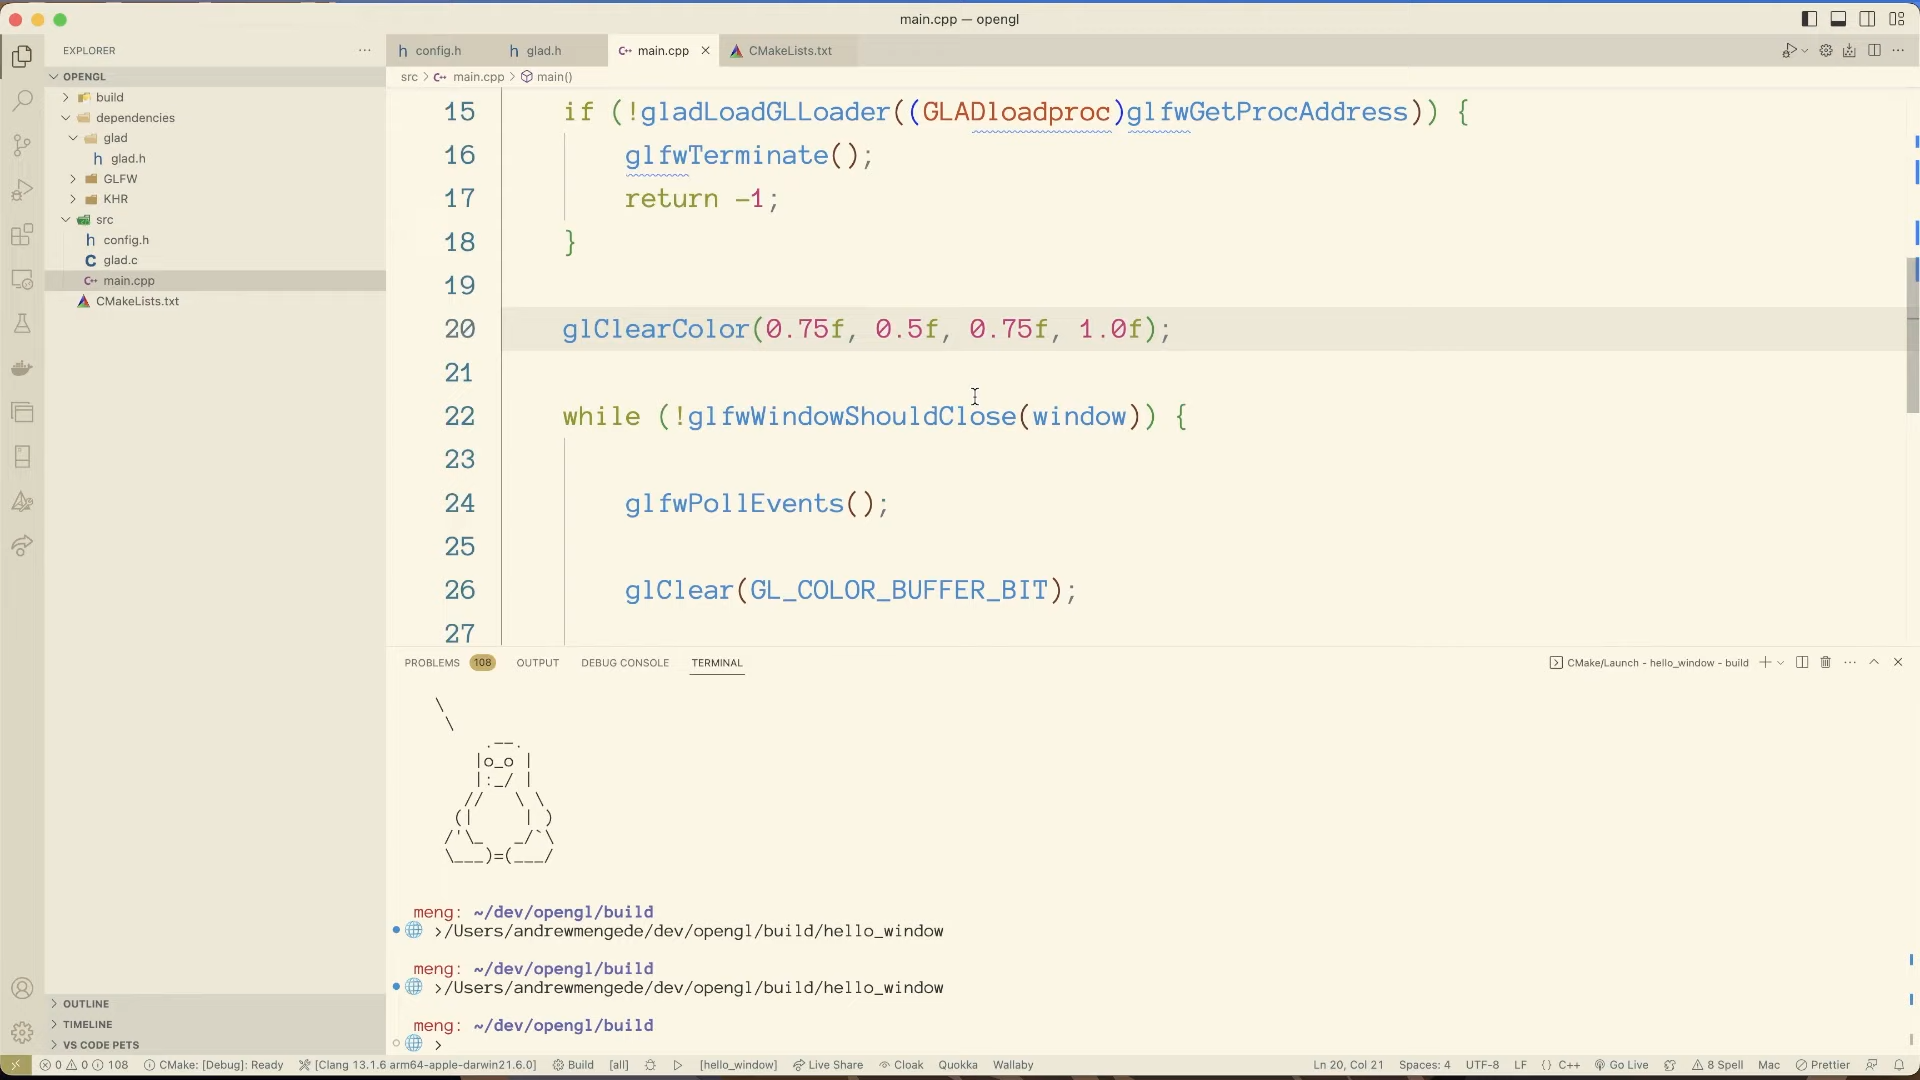 main.cpp — opengl
EXPLORER
OPENGL
build
dependencies
glad
glad.h
GLFW
KHR
src
config.h
glad.c
main.cpp
CMakeLists.txt
OUTLINE
TIMELINE
VS CODE PETS
config.h
glad.h
main.cpp
CMakeLists.txt
src > main.cpp > main()
15 if (!gladLoadGLLoader((GLADloadproc)glfwGetProcAddress)) {
16 glfwTerminate();
17 return -1;
18 }
19
20 glClearColor(0.75f, 0.5f, 0.75f, 1.0f);
21
22 while (!glfwWindowShouldClose(window)) {
23
24 glfwPollEvents();
25
26 glClear(GL_COLOR_BUFFER_BIT);
27
PROBLEMS 108 OUTPUT DEBUG CONSOLE TERMINAL
CMake/Launch - hello_window - build
\
\
.--.
|o_o |
|:_/ |
// \ \
(| | )
/'\_ _/`\
\___)=(___/
meng: ~/dev/opengl/build
>/Users/andrewmengede/dev/opengl/build/hello_window
meng: ~/dev/opengl/build
>/Users/andrewmengede/dev/opengl/build/hello_window
meng: ~/dev/opengl/build
>
0 0 108 CMake: [Debug]: Ready [Clang 13.1.6 arm64-apple-darwin21.6.0] Build [all] [hello_window] Live Share Cloak Quokka Wallaby Ln 20, Col 21 Spaces: 4 UTF-8 LF {} C++ Go Live 8 Spell Mac Prettier